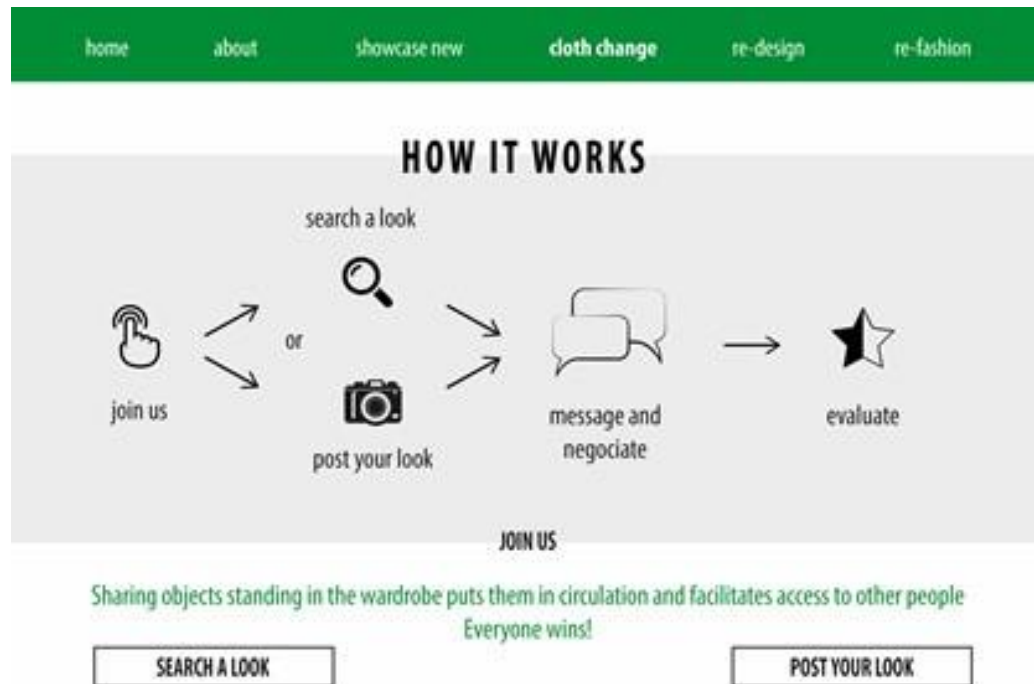 home about showcase new cloth change re-design re-fashion
HOW IT WORKS
search a look
or
join us
post your look
message and
negociate
evaluate
JOIN US
Sharing objects standing in the wardrobe puts them in circulation and facilitates access to other people
Everyone wins!
SEARCH A LOOK
POST YOUR LOOK